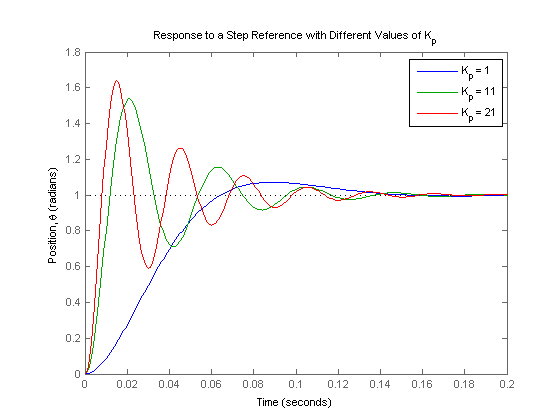 Response to a Step Reference with Different Values of Kp
Kp = 1
Kp = 11
Kp = 21
Position, θ (radians)
1.8
1.6
1.4
1.2
1
0.8
0.6
0.4
0.2
0
0 0.02 0.04 0.06 0.08 0.1 0.12 0.14 0.16 0.18 0.2
Time (seconds)